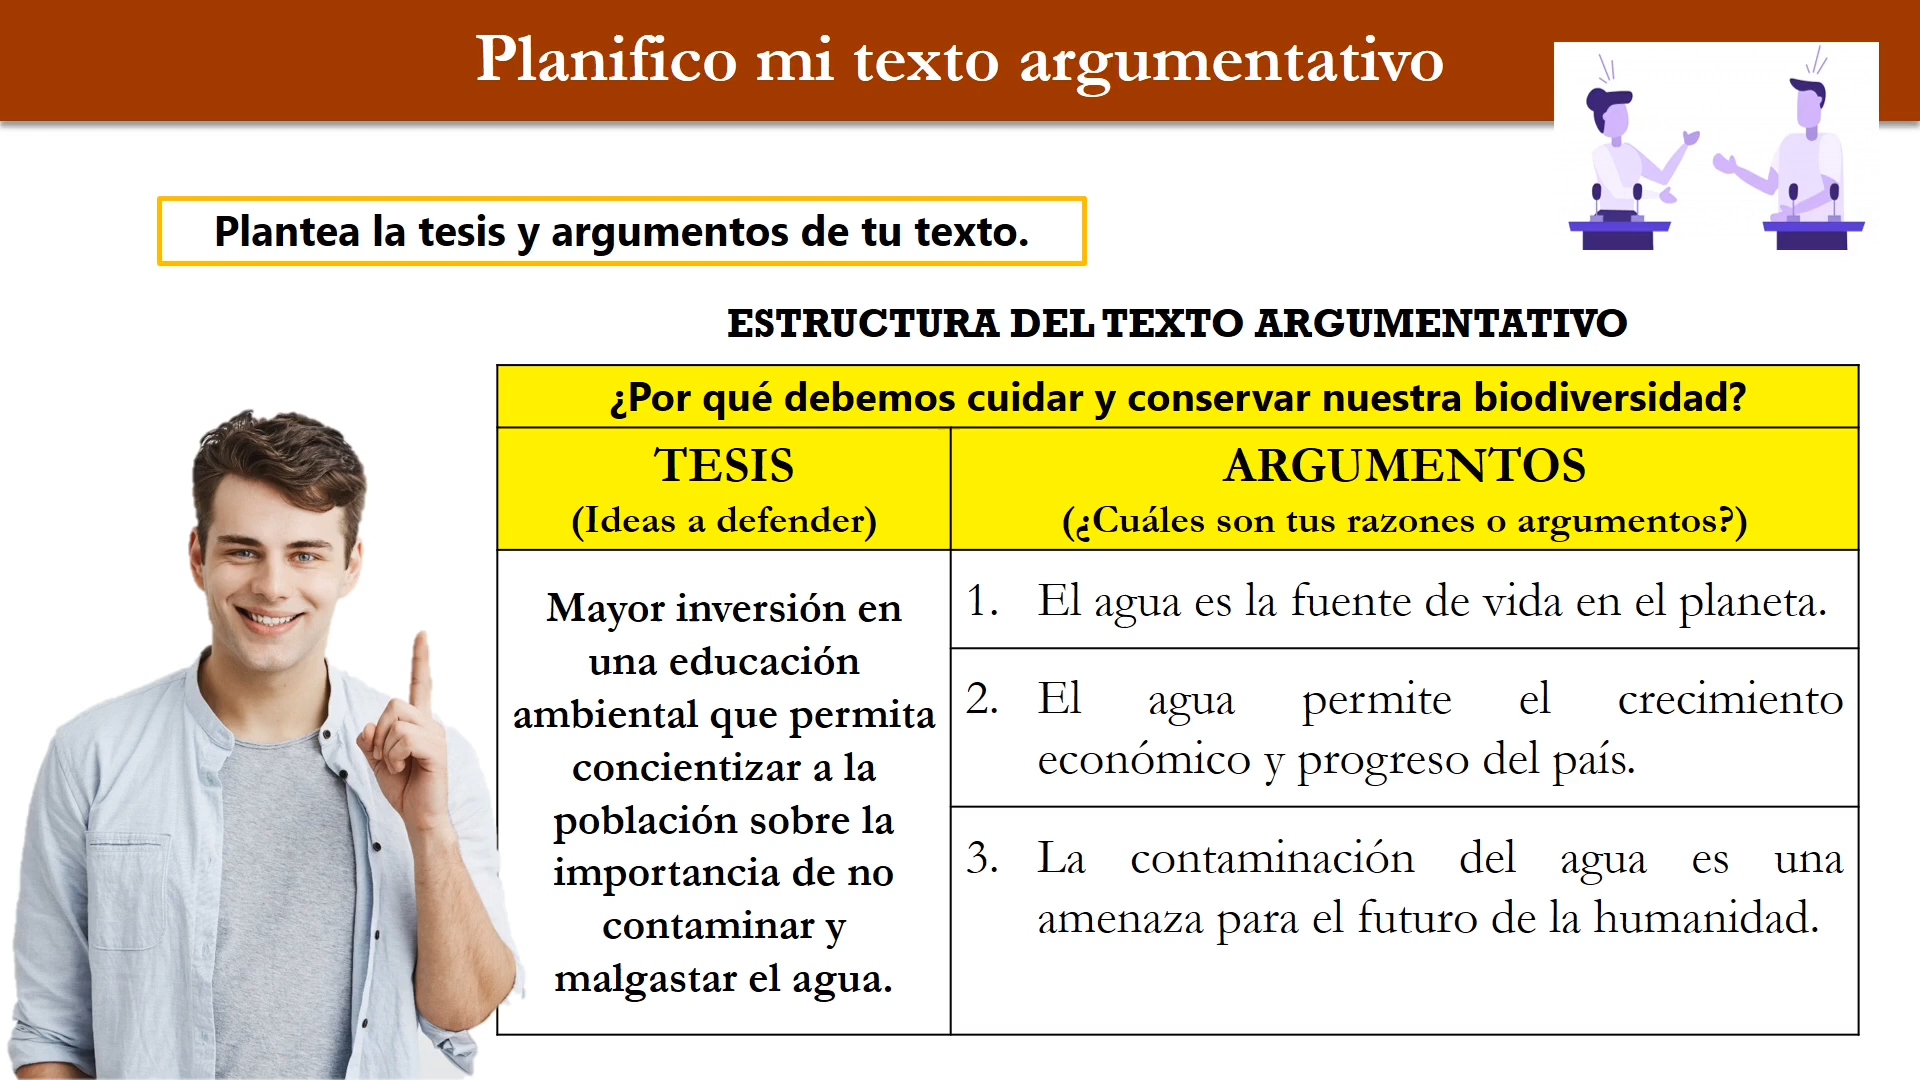 Planifico mi texto argumentativo
Plantea la tesis y argumentos de tu texto.
ESTRUCTURA DEL TEXTO ARGUMENTATIVO
¿Por qué debemos cuidar y conservar nuestra biodiversidad?
TESIS
(Ideas a defender)
ARGUMENTOS
(¿Cuáles son tus razones o argumentos?)
Mayor inversión en
una educación
ambiental que permita
concientizar a la
población sobre la
importancia de no
contaminar y
malgastar el agua.
1. El agua es la fuente de vida en el planeta.
2. El agua permite el crecimiento
económico y progreso del país.
3. La contaminación del agua es una
amenaza para el futuro de la humanidad.